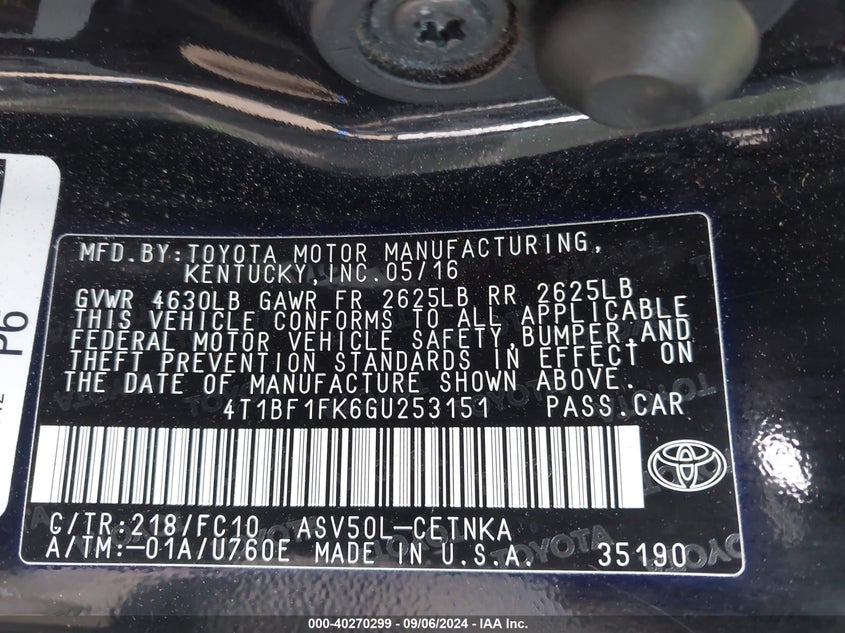 MFD.BY:TOYOTA MOTOR MANUFACTURING,
KENTUCKY,INC.05/16
GVWR 4630LB GAWR FR 2625LB RR 2625LB
THIS VEHICLE CONFORMS TO ALL APPLICABLE
FEDERAL MOTOR VEHICLE SAFETY,BUMPER,AND
THEFT PREVENTION STANDARDS IN EFFECT ON
THE DATE OF MANUFACTURE SHOWN ABOVE.
4T1BF1FK6GU253151 PASS.CAR
C/TR:218/FC10 ASV50L-CETNKA
A/TM:-01A/U760E MADE IN U.S.A. 35190
P6
000-40270299 - 09/06/2024 - IAA Inc.